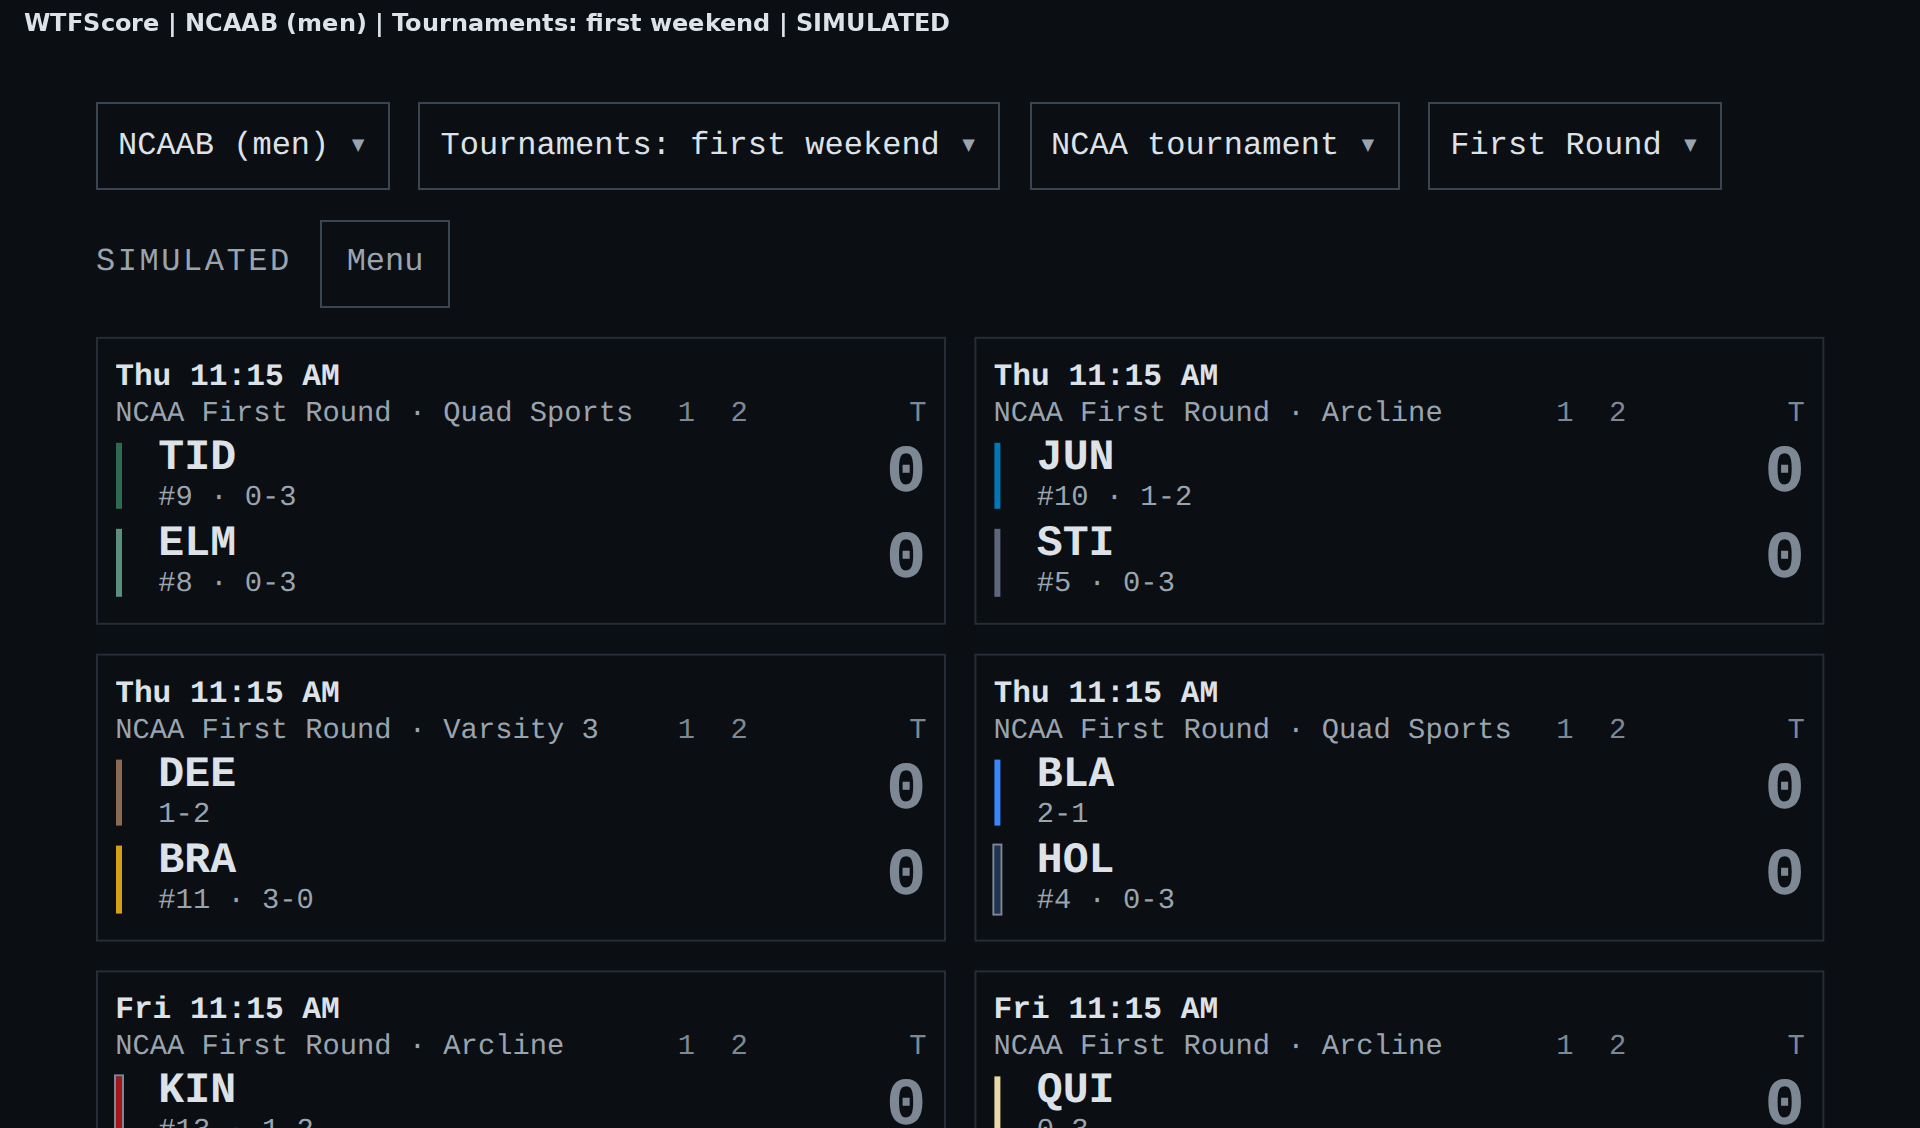 WTFScore | NCAAB (men) | Tournaments: first weekend | SIMULATED
NCAAB (men) ▼
Tournaments: first weekend ▼
NCAA tournament ▼
First Round ▼
SIMULATED
Menu
Thu 11:15 AM
NCAA First Round · Quad Sports 1 2 T
TID 0
#9 · 0-3
ELM 0
#8 · 0-3
Thu 11:15 AM
NCAA First Round · Arcline 1 2 T
JUN 0
#10 · 1-2
STI 0
#5 · 0-3
Thu 11:15 AM
NCAA First Round · Varsity 3 1 2 T
DEE 0
1-2
BRA 0
#11 · 3-0
Thu 11:15 AM
NCAA First Round · Quad Sports 1 2 T
BLA 0
2-1
HOL 0
#4 · 0-3
Fri 11:15 AM
NCAA First Round · Arcline 1 2 T
KIN 0
#13 · 1-2
Fri 11:15 AM
NCAA First Round · Arcline 1 2 T
QUI 0
0-3